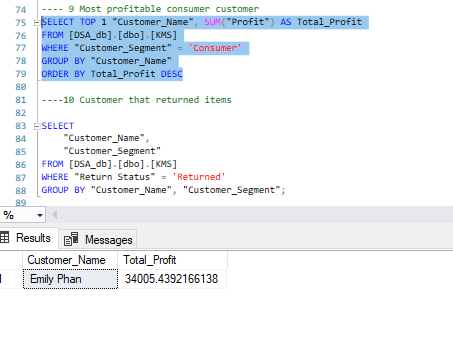 74 ---- 9 Most profitable consumer customer
75 SELECT TOP 1 "Customer_Name", SUM("Profit") AS Total_Profit
76 FROM [DSA_db].[dbo].[KMS]
77 WHERE "Customer_Segment" = 'Consumer'
78 GROUP BY "Customer_Name"
79 ORDER BY Total_Profit DESC
80
81 ----10 Customer that returned items
82
83 SELECT
84 "Customer_Name",
85 "Customer_Segment"
86 FROM [DSA_db].[dbo].[KMS]
87 WHERE "Return Status" = 'Returned'
88 GROUP BY "Customer_Name", "Customer_Segment";
89
%
Results Messages
Customer_Name Total_Profit
Emily Phan 34005.4392166138